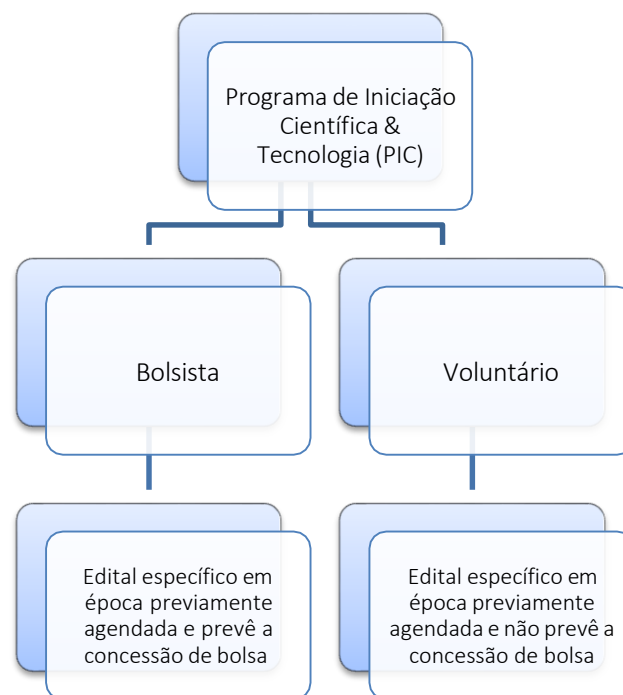 Programa de Iniciação
Científica &
Tecnologia (PIC)
Bolsista
Voluntário
Edital específico em
época previamente
agendada e prevê a
concessão de bolsa
Edital específico em
época previamente
agendada e não prevê a
concessão de bolsa